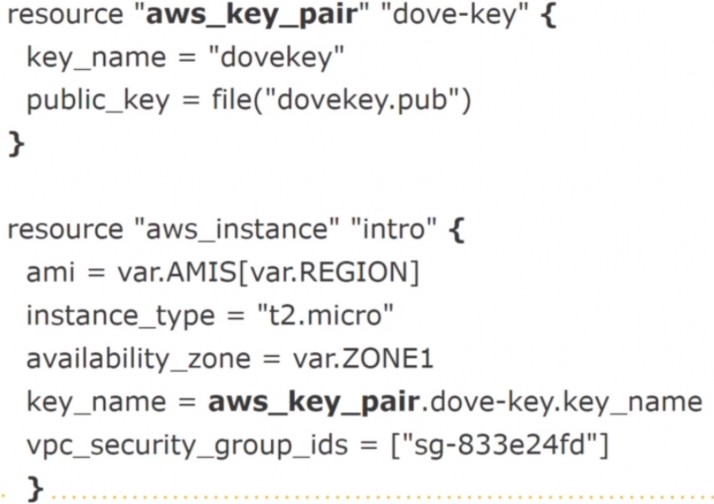 resource "aws_key_pair" "dove-key" {
key_name = "dovekey"
public_key = file("dovekey.pub")
}
resource "aws_instance" "intro" {
ami = var.AMIS[var.REGION]
instance_type = "t2.micro"
availability_zone = var.ZONE1
key_name = aws_key_pair.dove-key.key_name
vpc_security_group_ids = ["sg-833e24fd"]
}